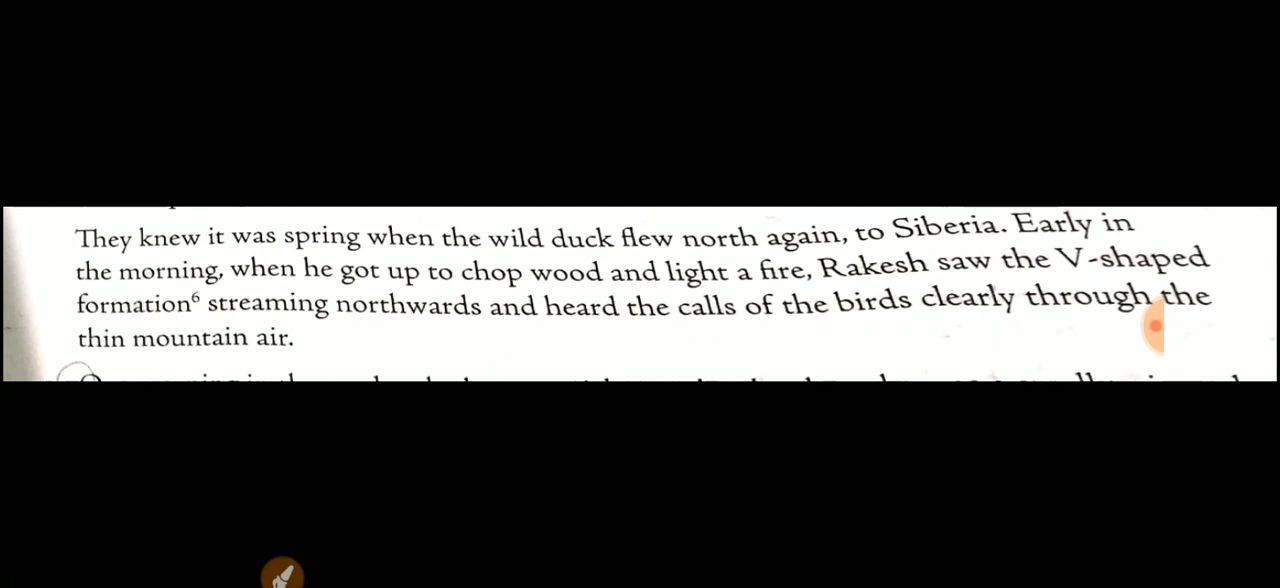 They knew it was spring when the wild duck flew north again, to Siberia. Early in
the morning, when he got up to chop wood and light a fire, Rakesh saw the V-shaped
formation⁶ streaming northwards and heard the calls of the birds clearly through the
thin mountain air.